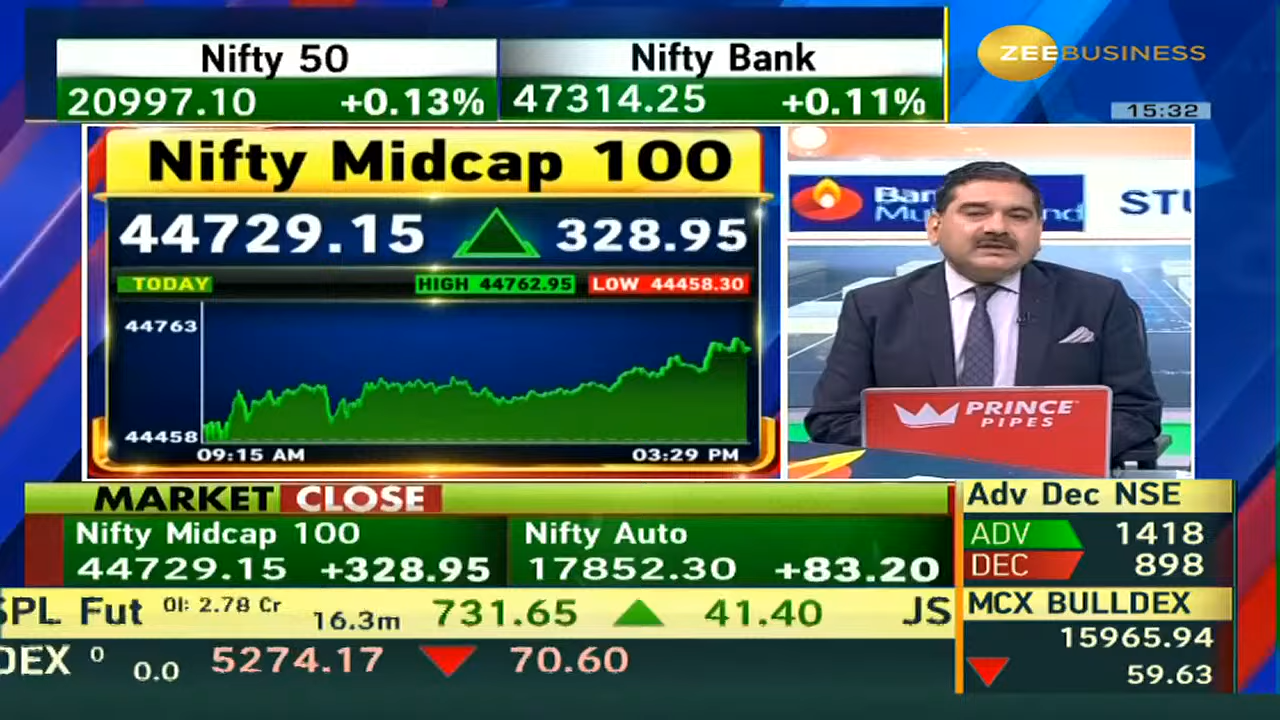 Nifty 50
20997.10 +0.13%
Nifty Bank
47314.25 +0.11%
ZEEBUSINESS
15:32
Nifty Midcap 100
44729.15 328.95
TODAY HIGH 44762.95 LOW 44458.30
44763
44458
09:15 AM 03:29 PM
PRINCE
PIPES
MARKET CLOSE
Nifty Midcap 100
44729.15 +328.95
Nifty Auto
17852.30 +83.20
Adv Dec NSE
ADV 1418
DEC 898
MCX BULLDEX
15965.94
59.63
SPL Fut OI: 2.78 Cr 16.3m 731.65 41.40 JS
DEX 0 0.0 5274.17 70.60